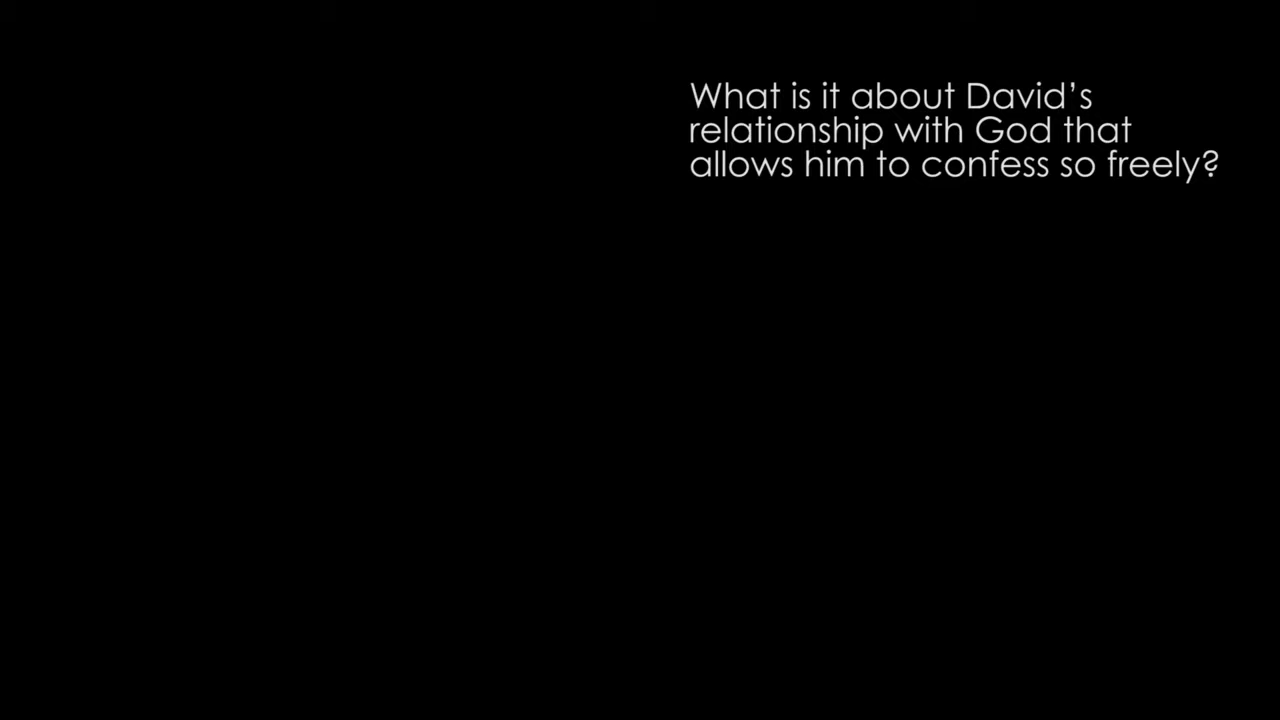 What is it about David’s
relationship with God that
allows him to confess so freely?